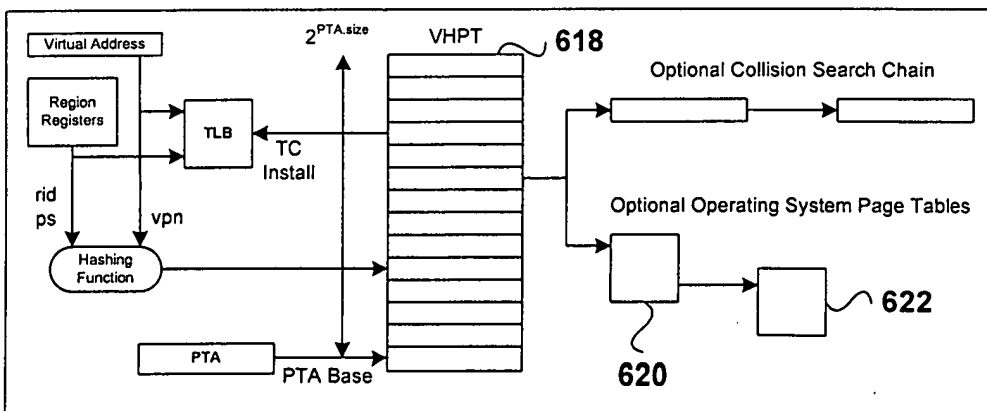 Virtual Address
2^PTA.size
VHPT
618
Optional Collision Search Chain
Region
Registers
TLB
TC
Install
rid
ps
vpn
Optional Operating System Page Tables
Hashing
Function
622
PTA
PTA Base
620